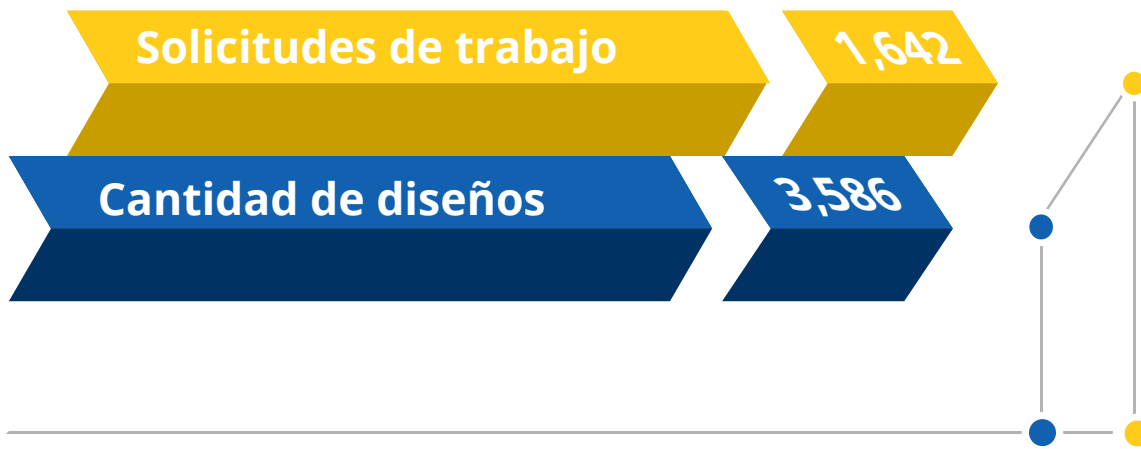 Solicitudes de trabajo 1,642
Cantidad de diseños 3,586